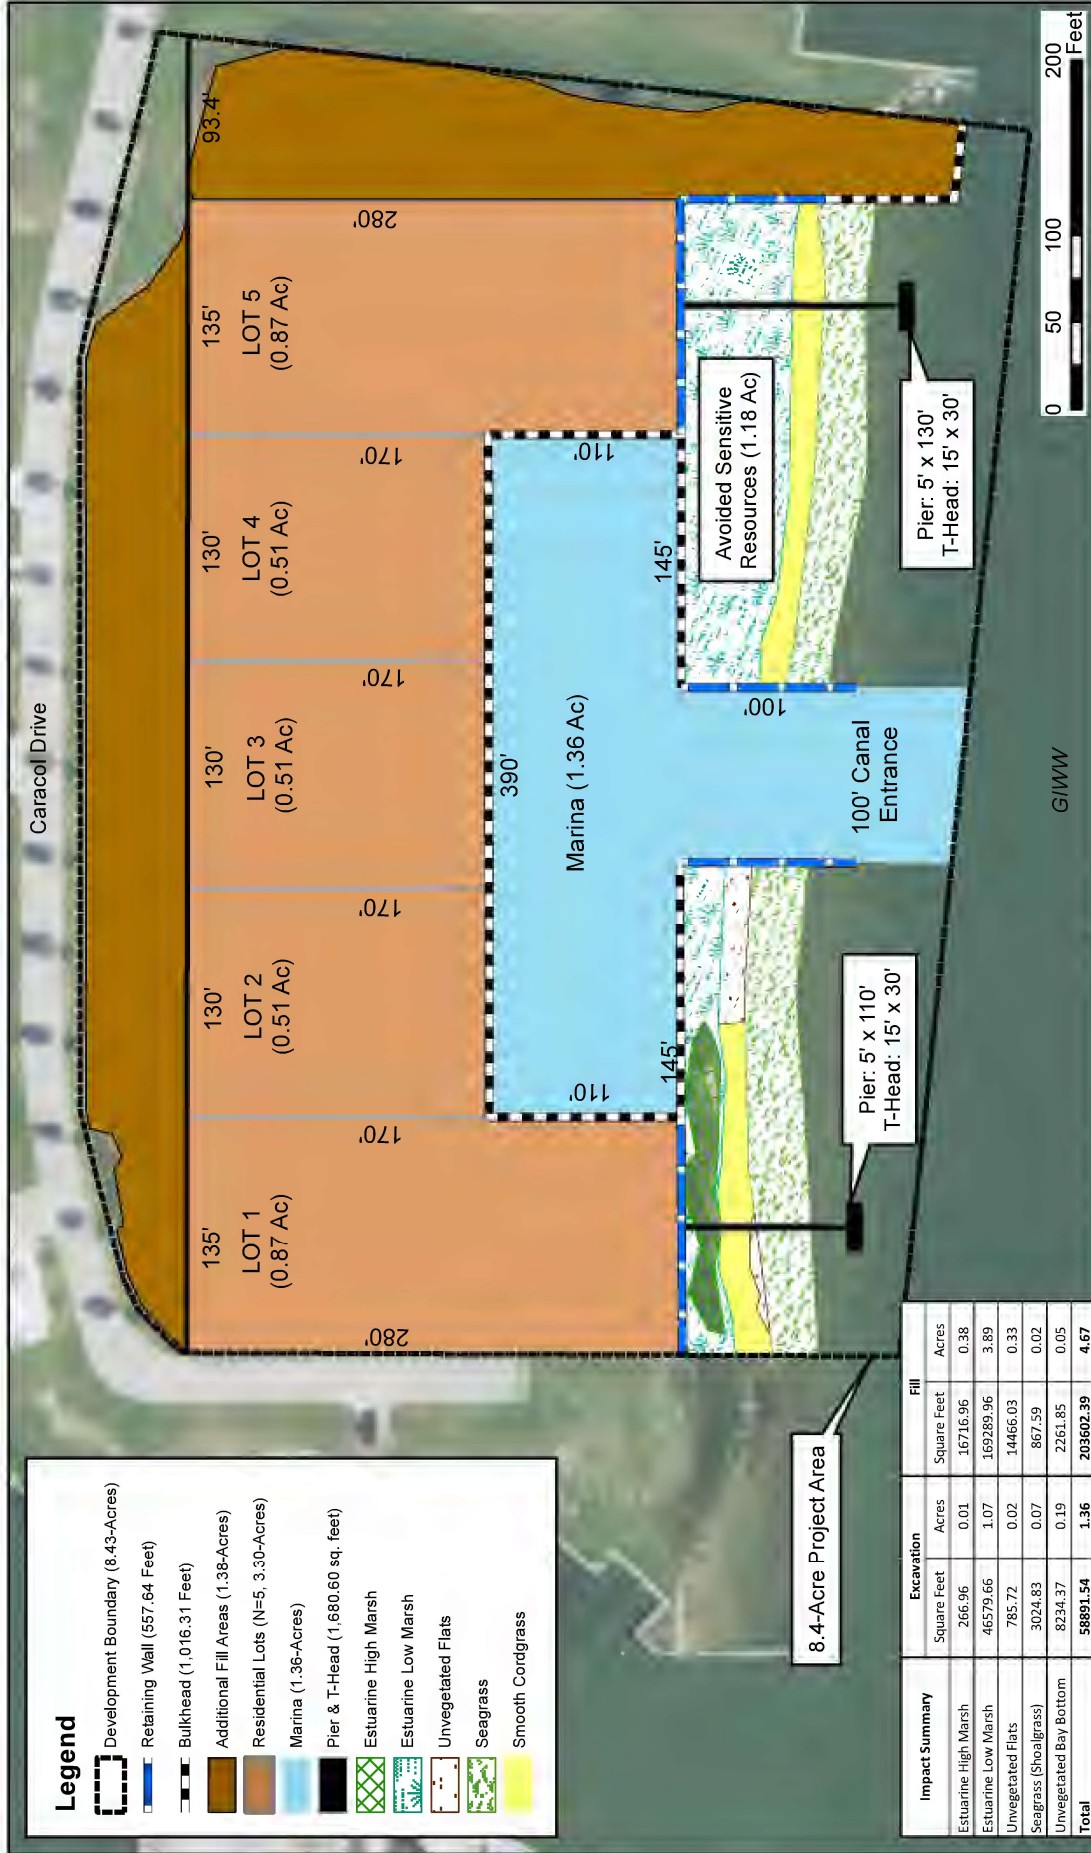 Caracol Drive
93.4'
135'
LOT 1
(0.87 Ac)
130'
LOT 2
(0.51 Ac)
130'
LOT 3
(0.51 Ac)
130'
LOT 4
(0.51 Ac)
135'
LOT 5
(0.87 Ac)
280'
170'
170'
170'
170'
280'
390'
110'
110'
Marina (1.36 Ac)
145'
145'
100'
100' Canal
Entrance
Avoided Sensitive
Resources (1.18 Ac)
Pier: 5' x 110'
T-Head: 15' x 30'
Pier: 5' x 130'
T-Head: 15' x 30'
8.4-Acre Project Area
GIWW
0 50 100 200
Feet
Legend
Development Boundary (8.43-Acres)
Retaining Wall (557.64 Feet)
Bulkhead (1,016.31 Feet)
Additional Fill Areas (1.38-Acres)
Residential Lots (N=5, 3.30-Acres)
Marina (1.36-Acres)
Pier & T-Head (1,680.60 sq. feet)
Estuarine High Marsh
Estuarine Low Marsh
Unvegetated Flats
Seagrass
Smooth Cordgrass
Impact Summary Excavation Fill
Square Feet Acres Square Feet Acres
Estuarine High Marsh 266.96 0.01 16716.96 0.38
Estuarine Low Marsh 46579.66 1.07 169289.96 3.89
Unvegetated Flats 785.72 0.02 14466.03 0.33
Seagrass (Shoalgrass) 3024.83 0.07 867.59 0.02
Unvegetated Bay Bottom 8234.37 0.19 2261.85 0.05
Total 58891.54 1.36 203602.39 4.67